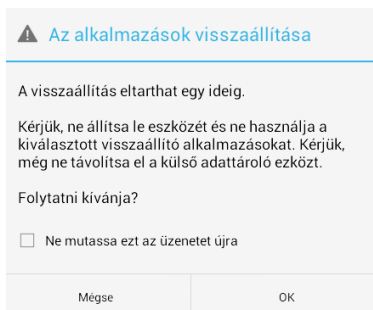 Az alkalmazások visszaállítása
A visszaállítás eltarthat egy ideig.
Kérjük, ne állítsa le eszközét és ne használja a
kiválasztott visszaállító alkalmazásokat. Kérjük,
még ne távolítsa el a külső adattároló ezközt.
Folytatni kívánja?
Ne mutassa ezt az üzenetet újra
Mégse
OK